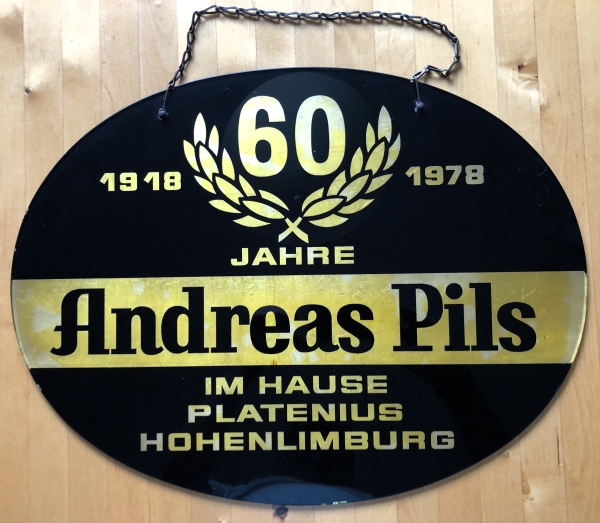 60
1918 1978
JAHRE
Andreas Pils
IM HAUSE
PLATENIUS
HOHENLIMBURG